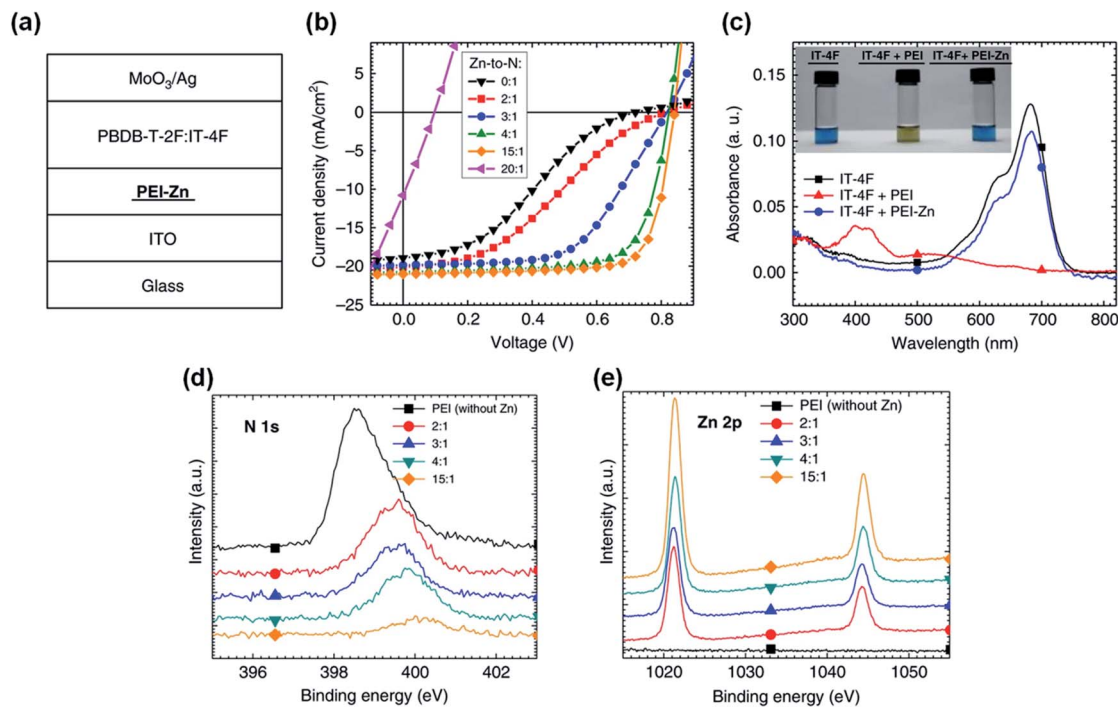 (a)
MoO3/Ag
PBDB-T-2F:IT-4F
PEI-Zn
ITO
Glass
(b)
10
5
0
−5
−10
−15
−20
−25
Current density (mA/cm2)
Zn-to-N:
0:1
2:1
3:1
4:1
15:1
20:1
0.0 0.2 0.4 0.6 0.8
Voltage (V)
(c)
0.15
0.10
0.05
0.00
Absorbance (a. u.)
IT-4F IT-4F + PEI IT-4F+ PEI-Zn
IT-4F
IT-4F + PEI
IT-4F + PEI-Zn
300 400 500 600 700 800
Wavelength (nm)
(d)
N 1s
Intensity (a.u.)
PEI (without Zn)
2:1
3:1
4:1
15:1
396 398 400 402
Binding energy (eV)
(e)
Zn 2p
Intensity (a.u.)
PEI (without Zn)
2:1
3:1
4:1
15:1
1020 1030 1040 1050
Binding energy (eV)